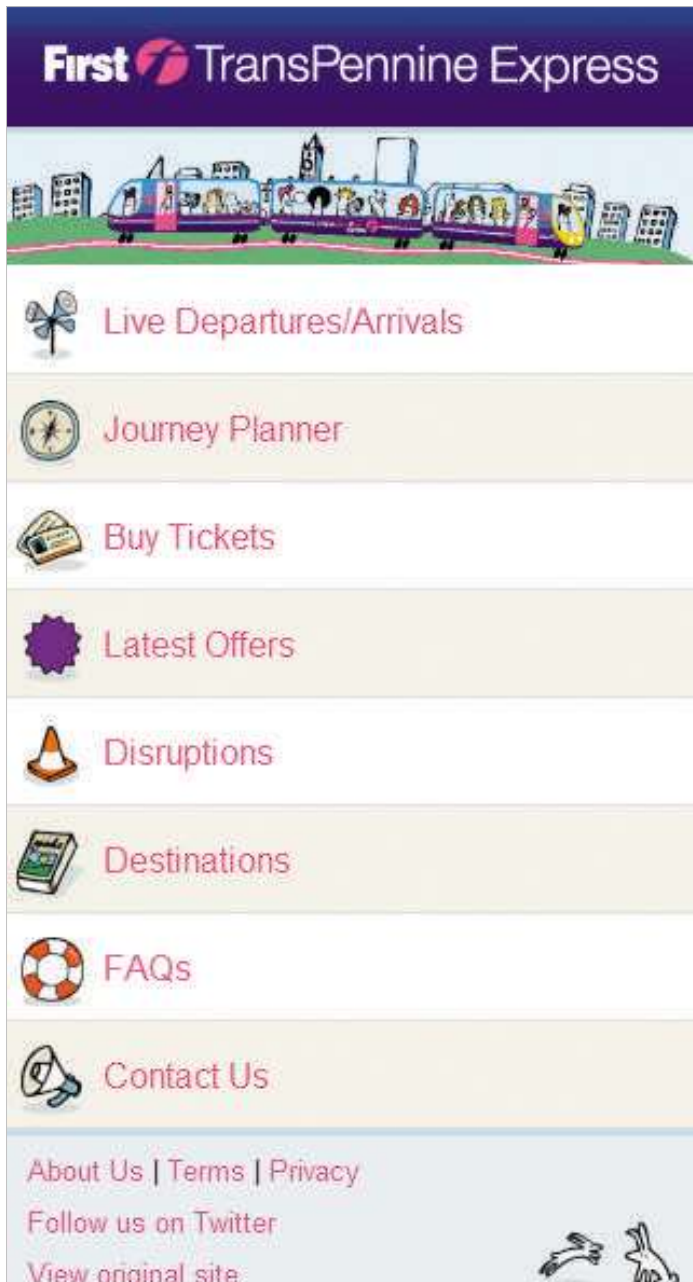 First TransPennine Express
Live Departures/Arrivals
Journey Planner
Buy Tickets
Latest Offers
Disruptions
Destinations
FAQs
Contact Us
About Us | Terms | Privacy
Follow us on Twitter
View original site